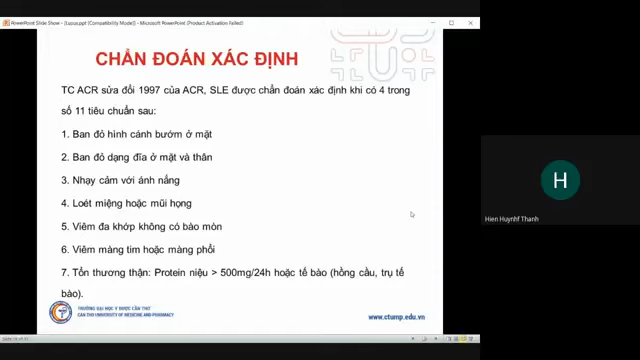 PowerPoint Slide Show - [Lupus.ppt [Compatibility Mode]] - Microsoft PowerPoint (Product Activation Failed)
CHẨN ĐOÁN XÁC ĐỊNH
TC ACR sửa đổi 1997 của ACR, SLE được chẩn đoán xác định khi có 4 trong
số 11 tiêu chuẩn sau:
1. Ban đỏ hình cánh bướm ở mặt
2. Ban đỏ dạng đĩa ở mặt và thân
3. Nhạy cảm với ánh nắng
4. Loét miệng hoặc mũi họng
5. Viêm đa khớp không có bào mòn
6. Viêm màng tim hoặc màng phổi
7. Tổn thương thận: Protein niệu > 500mg/24h hoặc tế bào (hồng cầu, trụ tế
bào).
TRƯỜNG ĐẠI HỌC Y DƯỢC CẦN THƠ
CAN THO UNIVERSITY OF MEDICINE AND PHARMACY
www.ctump.edu.vn
H
Hien Huynhf Thanh